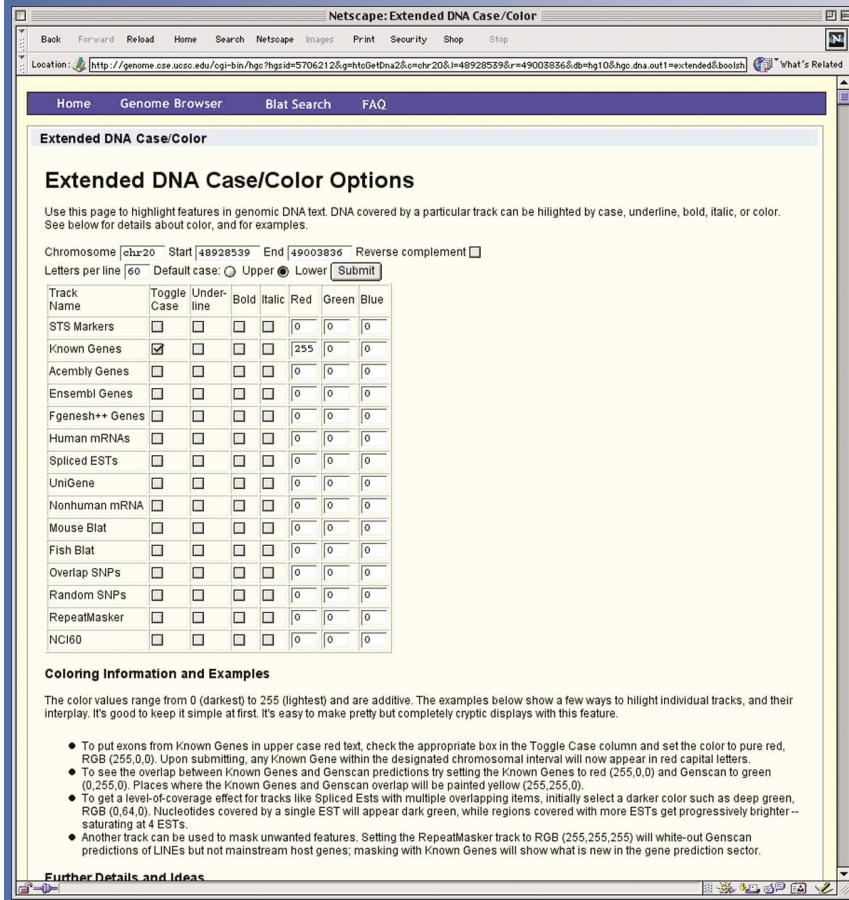 Netscape: Extended DNA Case/Color
Back Forward Reload Home Search Netscape Images Print Security Shop Stop
Location: http://genome.cse.ucsc.edu/cgi-bin/hgc?hgsid=5706212&g=htcGetDna2&c=chr20&l=48928539&r=49003836&db=hg10&hgc.dna.out1=extended&boolsh What's Related
Home Genome Browser Blat Search FAQ
Extended DNA Case/Color
Extended DNA Case/Color Options
Use this page to highlight features in genomic DNA text. DNA covered by a particular track can be hilighted by case, underline, bold, italic, or color.
See below for details about color, and for examples.
Chromosome chr20 Start 48928539 End 49003836 Reverse complement
Letters per line 60 Default case: Upper Lower Submit
Track Toggle Under-
Name Case line Bold Italic Red Green Blue
STS Markers 0 0 0
Known Genes 255 0 0
Acembly Genes 0 0 0
Ensembl Genes 0 0 0
Fgenesh++ Genes 0 0 0
Human mRNAs 0 0 0
Spliced ESTs 0 0 0
UniGene 0 0 0
Nonhuman mRNA 0 0 0
Mouse Blat 0 0 0
Fish Blat 0 0 0
Overlap SNPs 0 0 0
Random SNPs 0 0 0
RepeatMasker 0 0 0
NCI60 0 0 0
Coloring Information and Examples
The color values range from 0 (darkest) to 255 (lightest) and are additive. The examples below show a few ways to hilight individual tracks, and their
interplay. It's good to keep it simple at first. It's easy to make pretty but completely cryptic displays with this feature.
● To put exons from Known Genes in upper case red text, check the appropriate box in the Toggle Case column and set the color to pure red,
RGB (255,0,0). Upon submitting, any Known Gene within the designated chromosomal interval will now appear in red capital letters.
● To see the overlap between Known Genes and Genscan predictions try setting the Known Genes to red (255,0,0) and Genscan to green
(0,255,0). Places where the Known Genes and Genscan overlap will be painted yellow (255,255,0).
● To get a level-of-coverage effect for tracks like Spliced Ests with multiple overlapping items, initially select a darker color such as deep green,
RGB (0,64,0). Nucleotides covered by a single EST will appear dark green, while regions covered with more ESTs get progressively brighter --
saturating at 4 ESTs.
● Another track can be used to mask unwanted features. Setting the RepeatMasker track to RGB (255,255,255) will white-out Genscan
predictions of LINEs but not mainstream host genes; masking with Known Genes will show what is new in the gene prediction sector.
Further Details and Ideas